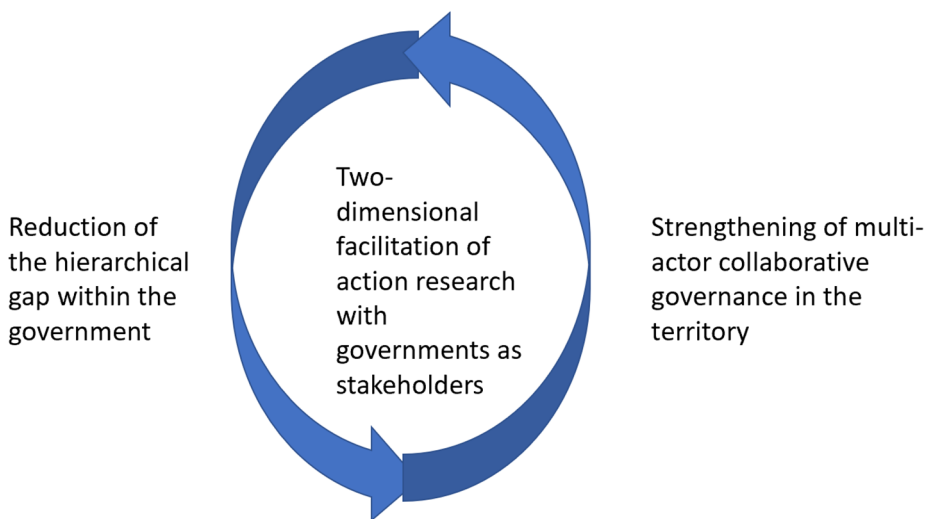 Reduction of
the hierarchical
gap within the
government
Two-
dimensional
facilitation of
action research
with
governments as
stakeholders
Strengthening of multi-
actor collaborative
governance in the
territory